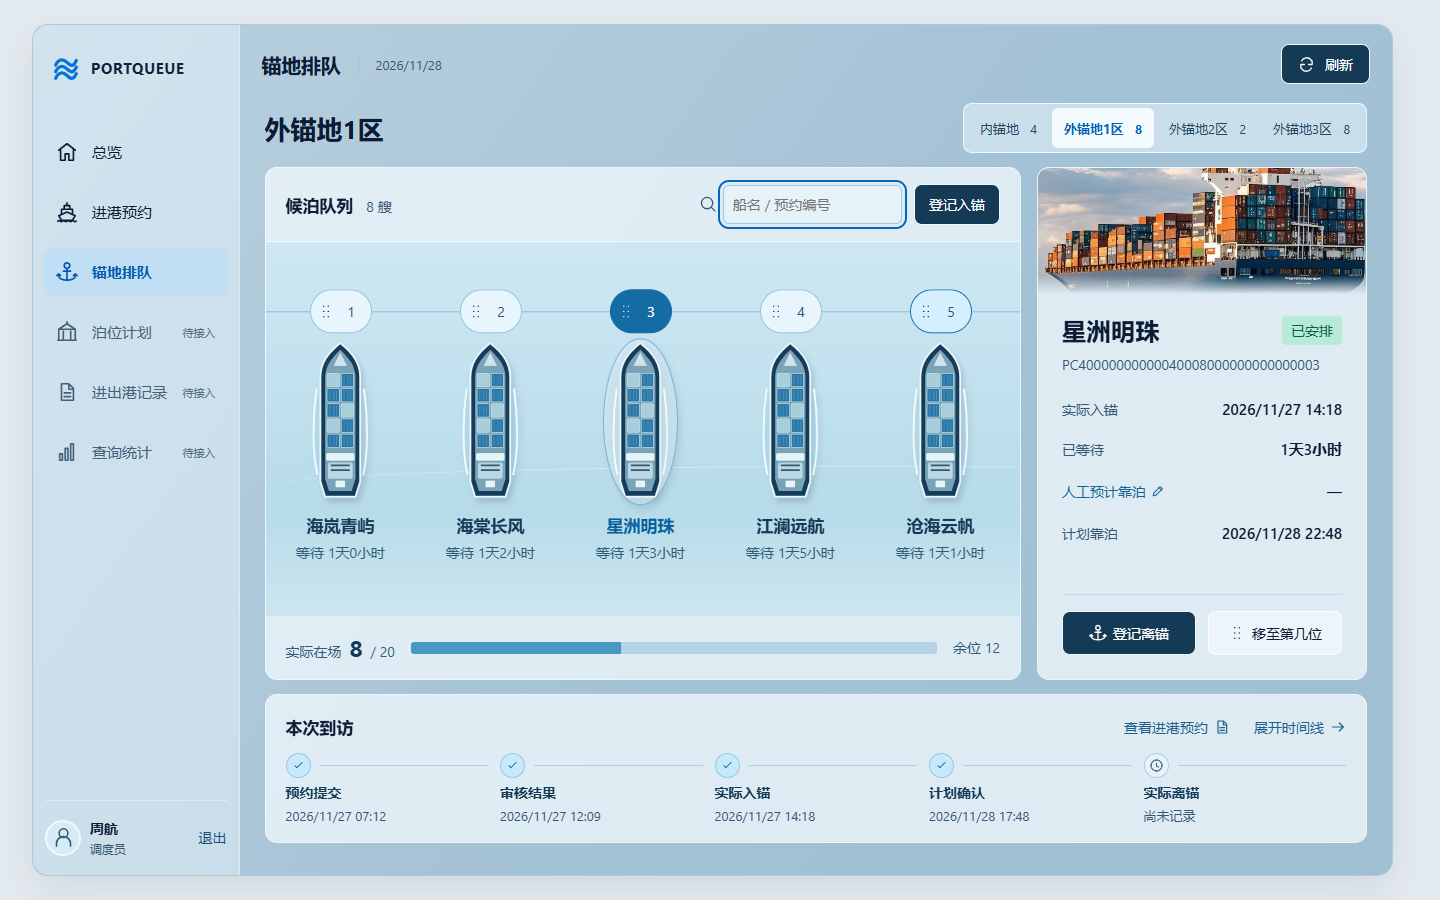 PORTQUEUE
总览
进港预约
锚地排队
泊位计划 待接入
进出港记录 待接入
查询统计 待接入
周航
调度员
退出
锚地排队 2026/11/28
刷新
外锚地1区
内锚地 4 外锚地1区 8 外锚地2区 2 外锚地3区 8
候泊队列 8 艘
船名 / 预约编号
登记入锚
1 2 3 4 5
海岚青屿 海棠长风 星洲明珠 江澜远航 沧海云帆
等待 1天0小时 等待 1天2小时 等待 1天3小时 等待 1天5小时 等待 1天1小时
实际在场 8 / 20 余位 12
星洲明珠 已安排
PC40000000000040008000000000000003
实际入锚 2026/11/27 14:18
已等待 1天3小时
人工预计靠泊 —
计划靠泊 2026/11/28 22:48
登记离锚 移至第几位
本次到访 查看进港预约 展开时间线
预约提交 审核结果 实际入锚 计划确认 实际离锚
2026/11/27 07:12 2026/11/27 12:09 2026/11/27 14:18 2026/11/28 17:48 尚未记录